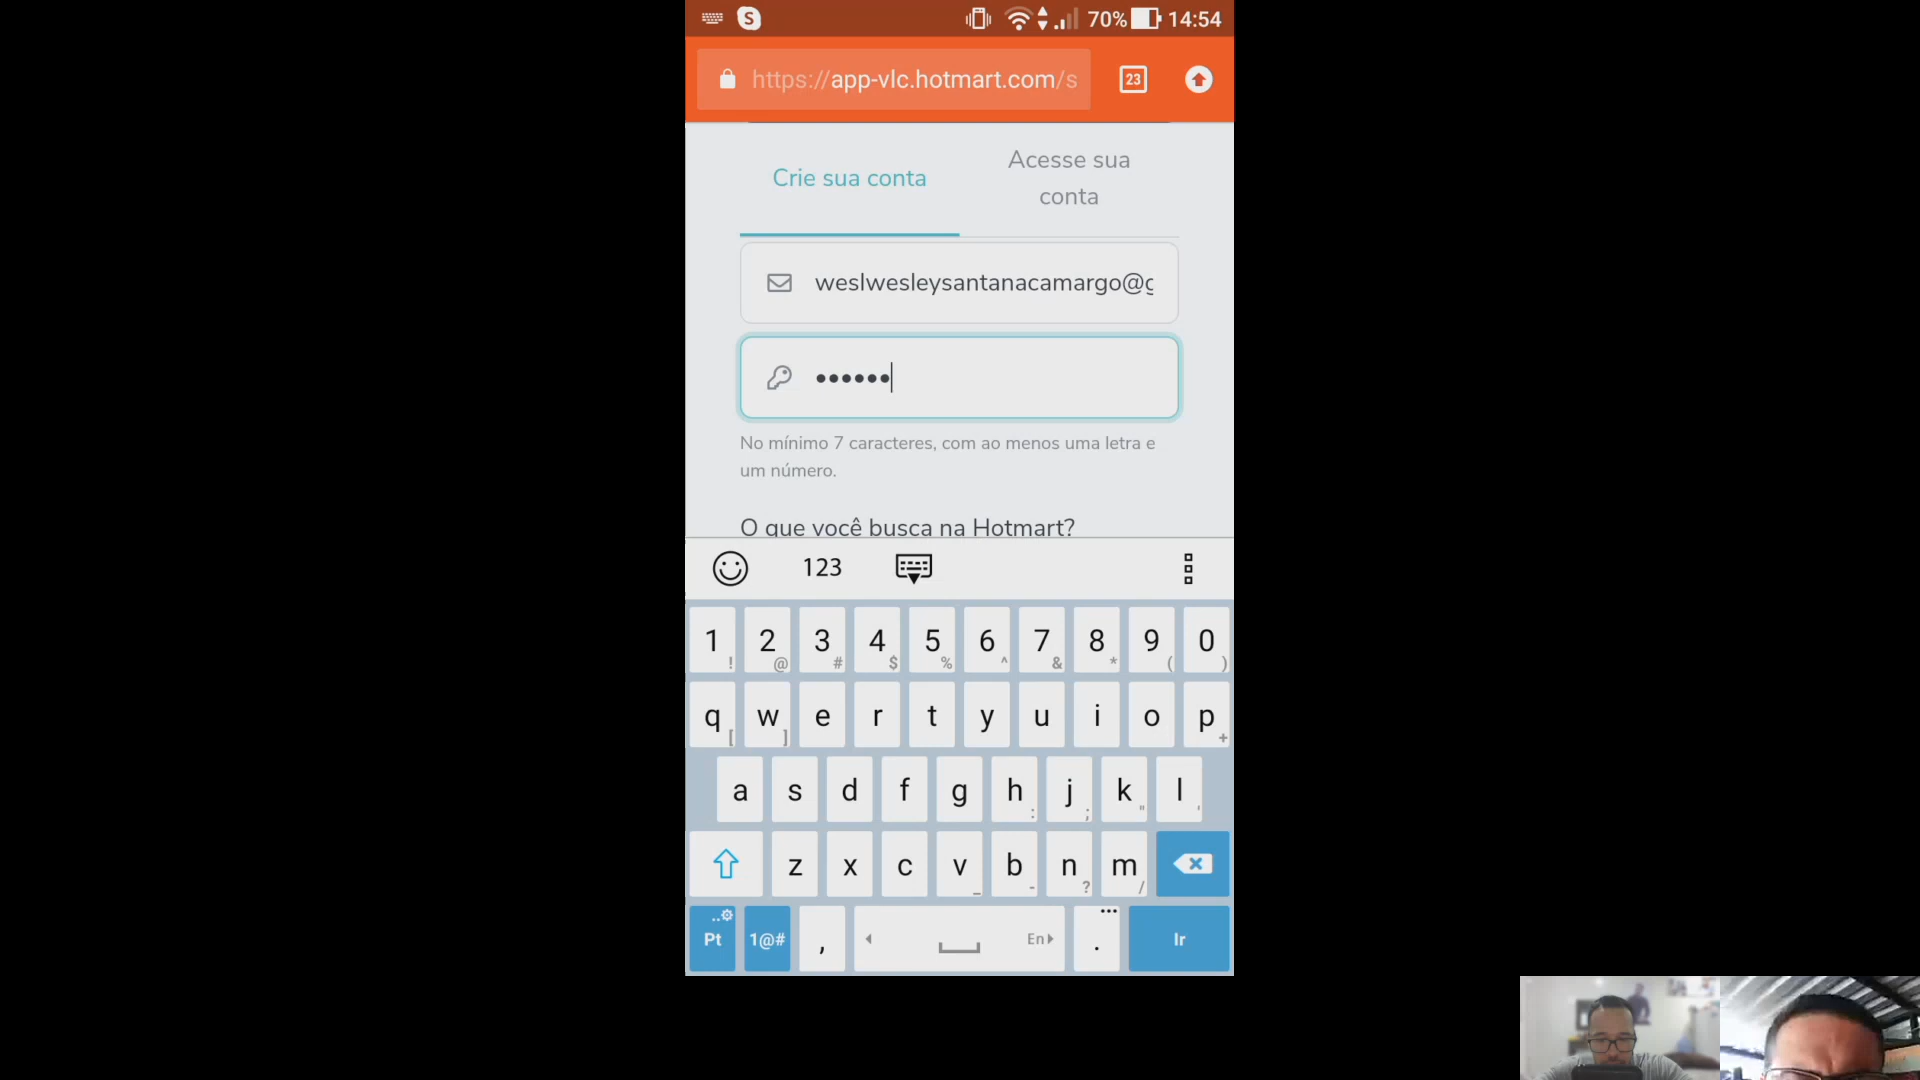 S 70% 14:54
https://app-vlc.hotmart.com/s 23
Crie sua conta
Acesse sua
conta
weslwesleysantanacamargo@g
••••••
No mínimo 7 caracteres, com ao menos uma letra e
um número.
O que você busca na Hotmart?
123
1 ! 2 @ 3 # 4 $ 5 % 6 ^ 7 & 8 * 9 ( 0 )
q [ w ] e r t y u i o p +
a s d f g h : j ; k " l '
z x c v _ b - n ? m /
Pt 1@# , En . Ir